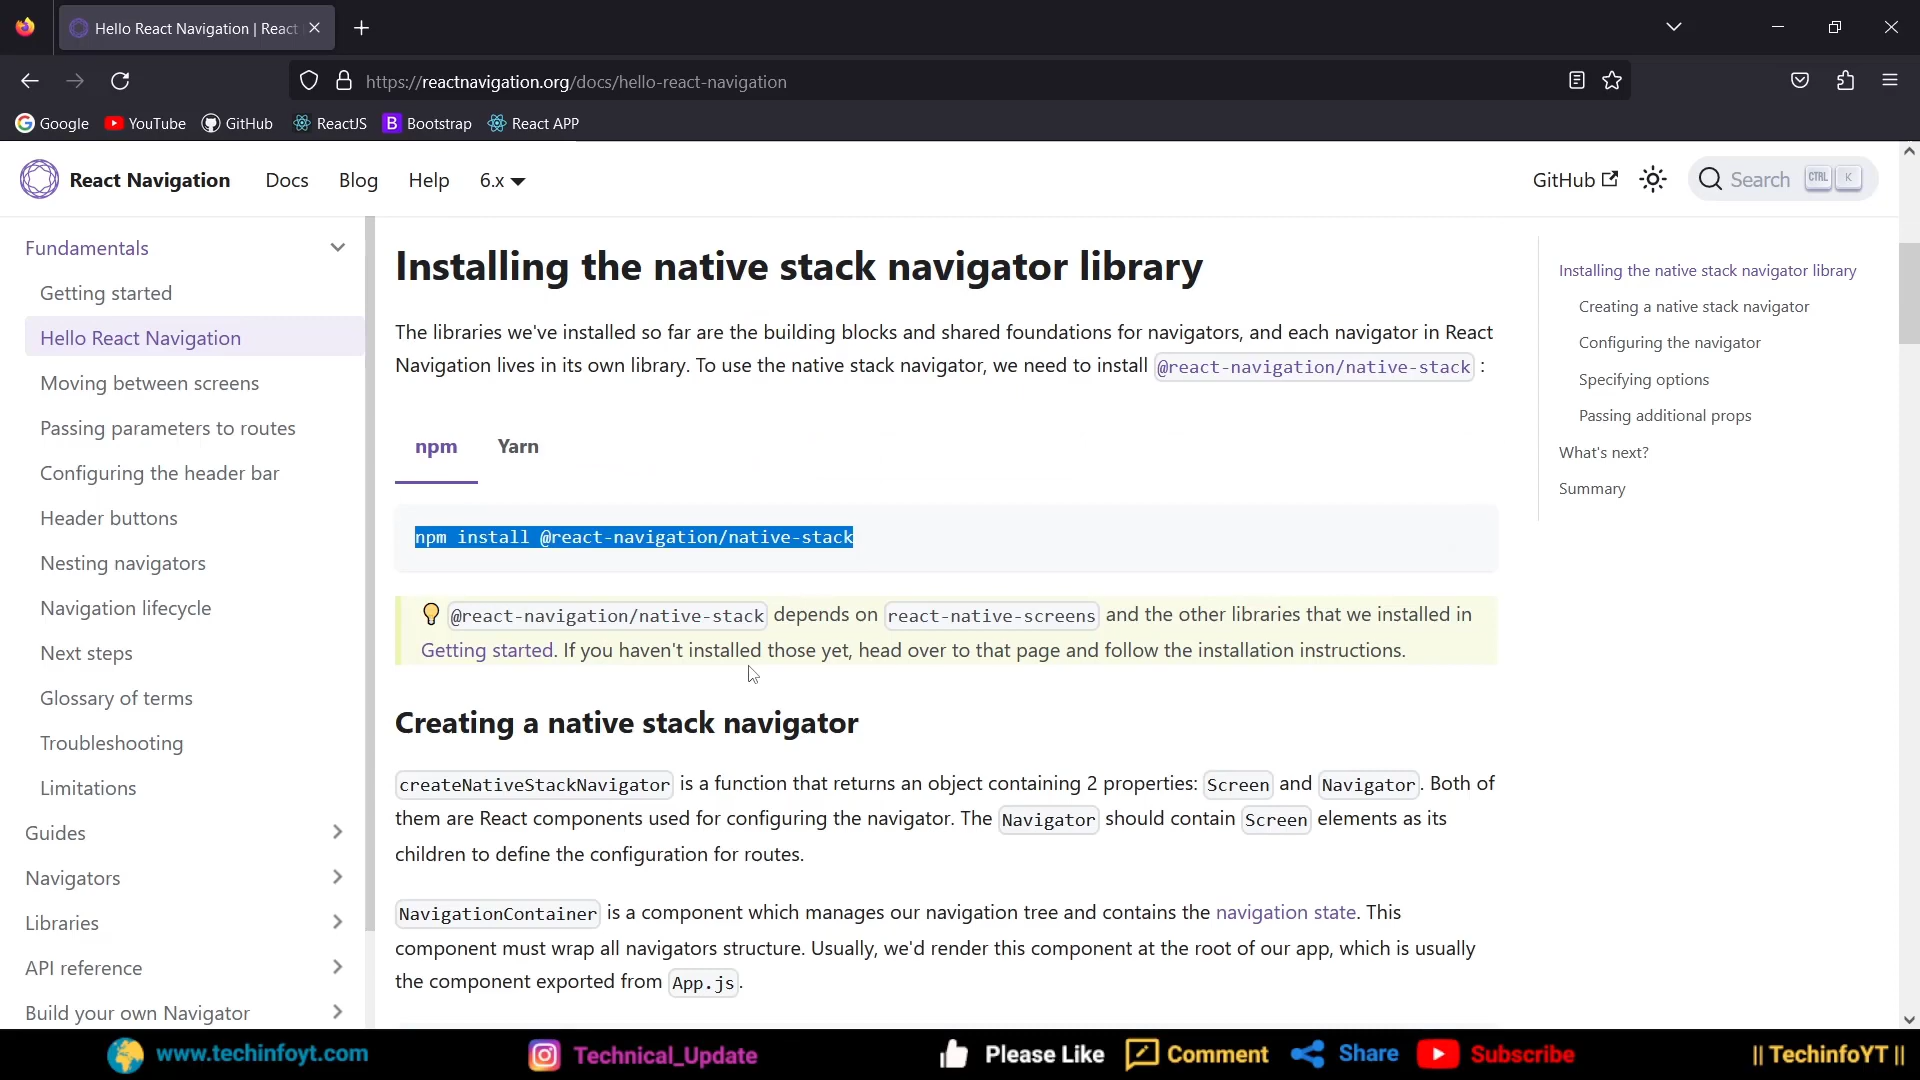 Hello React Navigation | React
https://reactnavigation.org/docs/hello-react-navigation
Google YouTube GitHub ReactJS Bootstrap React APP
React Navigation Docs Blog Help 6.x GitHub Search CTRL K
Fundamentals
Getting started
Hello React Navigation
Moving between screens
Passing parameters to routes
Configuring the header bar
Header buttons
Nesting navigators
Navigation lifecycle
Next steps
Glossary of terms
Troubleshooting
Limitations
Guides
Navigators
Libraries
API reference
Build your own Navigator
Installing the native stack navigator library
The libraries we've installed so far are the building blocks and shared foundations for navigators, and each navigator in React
Navigation lives in its own library. To use the native stack navigator, we need to install @react-navigation/native-stack :
npm Yarn
npm install @react-navigation/native-stack
💡 @react-navigation/native-stack depends on react-native-screens and the other libraries that we installed in
Getting started. If you haven't installed those yet, head over to that page and follow the installation instructions.
Creating a native stack navigator
createNativeStackNavigator is a function that returns an object containing 2 properties: Screen and Navigator. Both of
them are React components used for configuring the navigator. The Navigator should contain Screen elements as its
children to define the configuration for routes.
NavigationContainer is a component which manages our navigation tree and contains the navigation state. This
component must wrap all navigators structure. Usually, we'd render this component at the root of our app, which is usually
the component exported from App.js.
Installing the native stack navigator library
Creating a native stack navigator
Configuring the navigator
Specifying options
Passing additional props
What's next?
Summary
www.techinfoyt.com Technical_Update Please Like Comment Share Subscribe || TechinfoYT ||